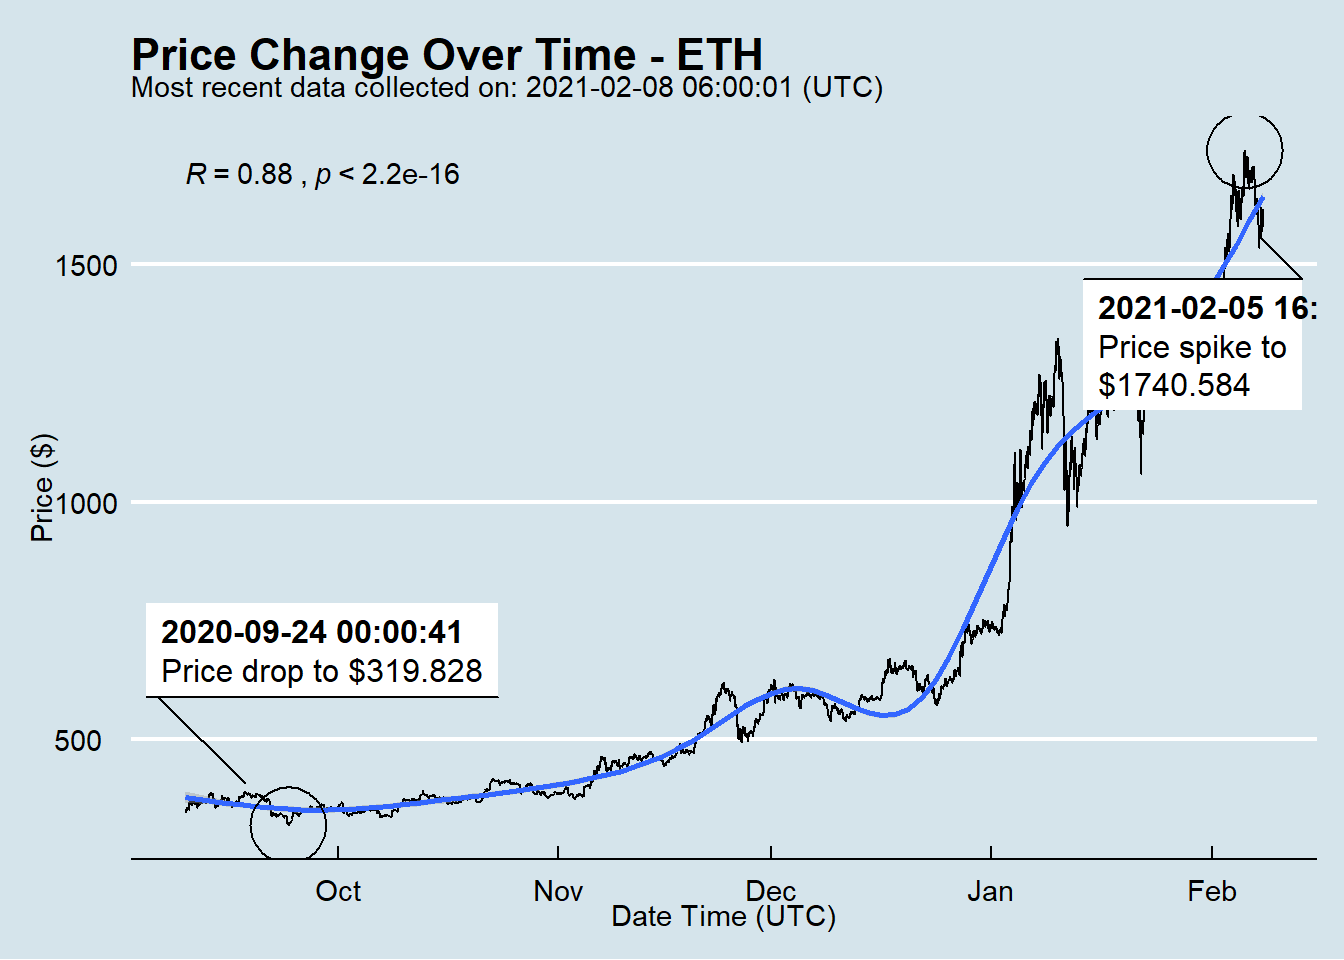 Price Change Over Time - ETH
Most recent data collected on: 2021-02-08 06:00:01 (UTC)
R = 0.88 , p < 2.2e-16
1500
2021-02-05 16:
Price spike to
$1740.584
Price ($)
1000
2020-09-24 00:00:41
Price drop to $319.828
500
Oct Nov Dec Jan Feb
Date Time (UTC)